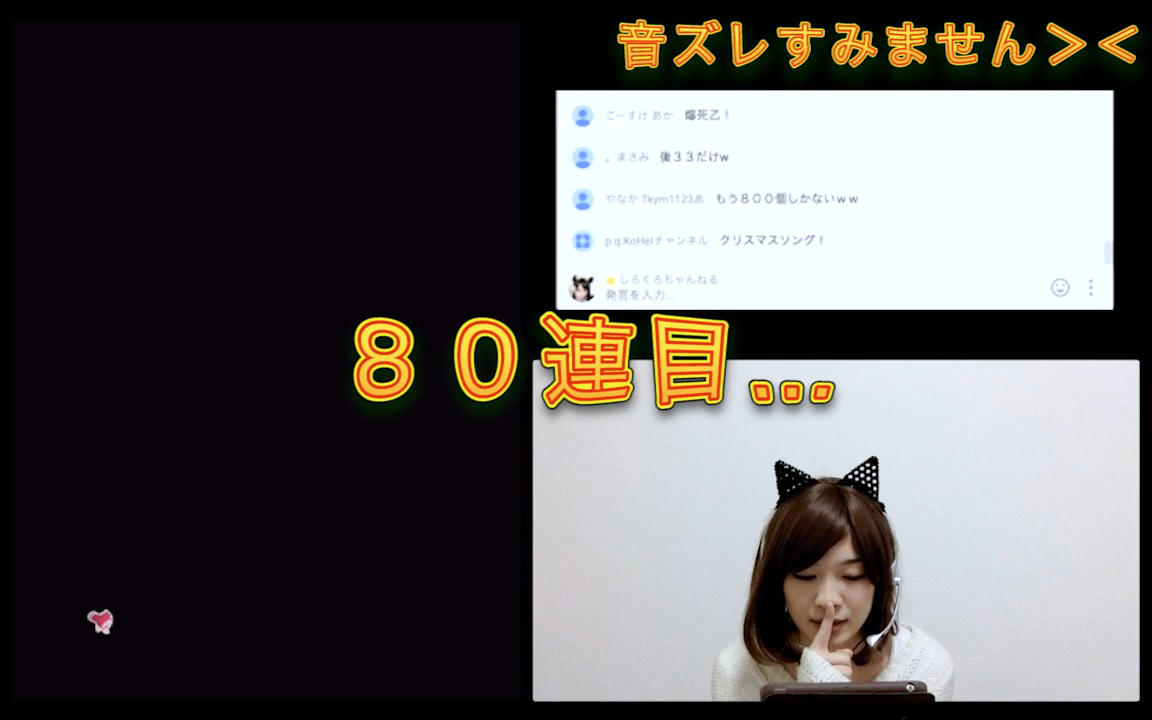 音ズレすみません＞＜
こーすけ あか 爆死乙！
。まさみ 後３３だけw
やなか Tkym1123あ もう８００個しかないｗｗ
p.q.KoHeIチャンネル クリスマスソング！
しろくろちゃんねる
発言を入力...
８０連目...